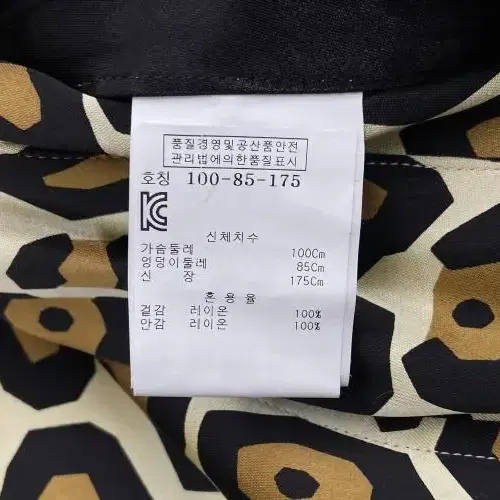 품질경영및공산품안전
관리법에의한품질표시
호칭 100-85-175
KC
신체치수
가슴둘레 100Cm
엉덩이둘레 85Cm
신 장 175Cm
혼용율
겉감 레이온 100%
안감 레이온 100%